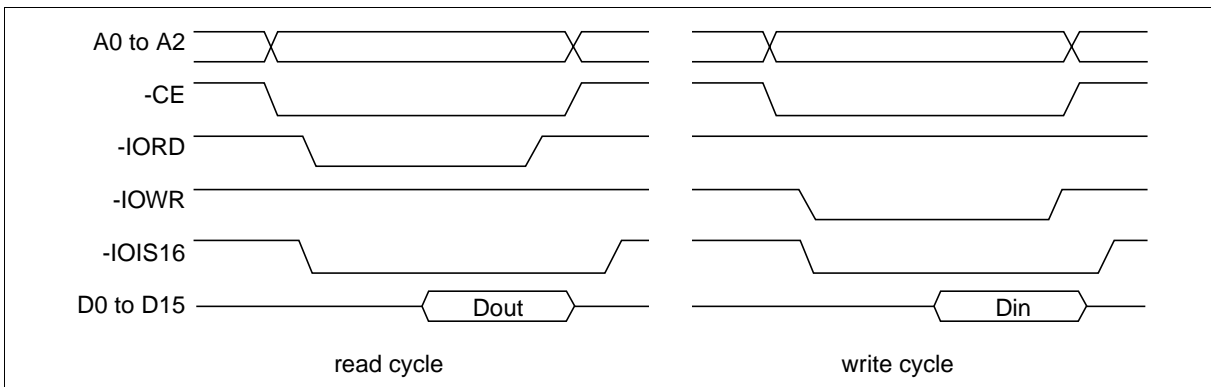 A0 to A2
-CE
-IORD
-IOWR
-IOIS16
D0 to D15 Dout Din
read cycle write cycle